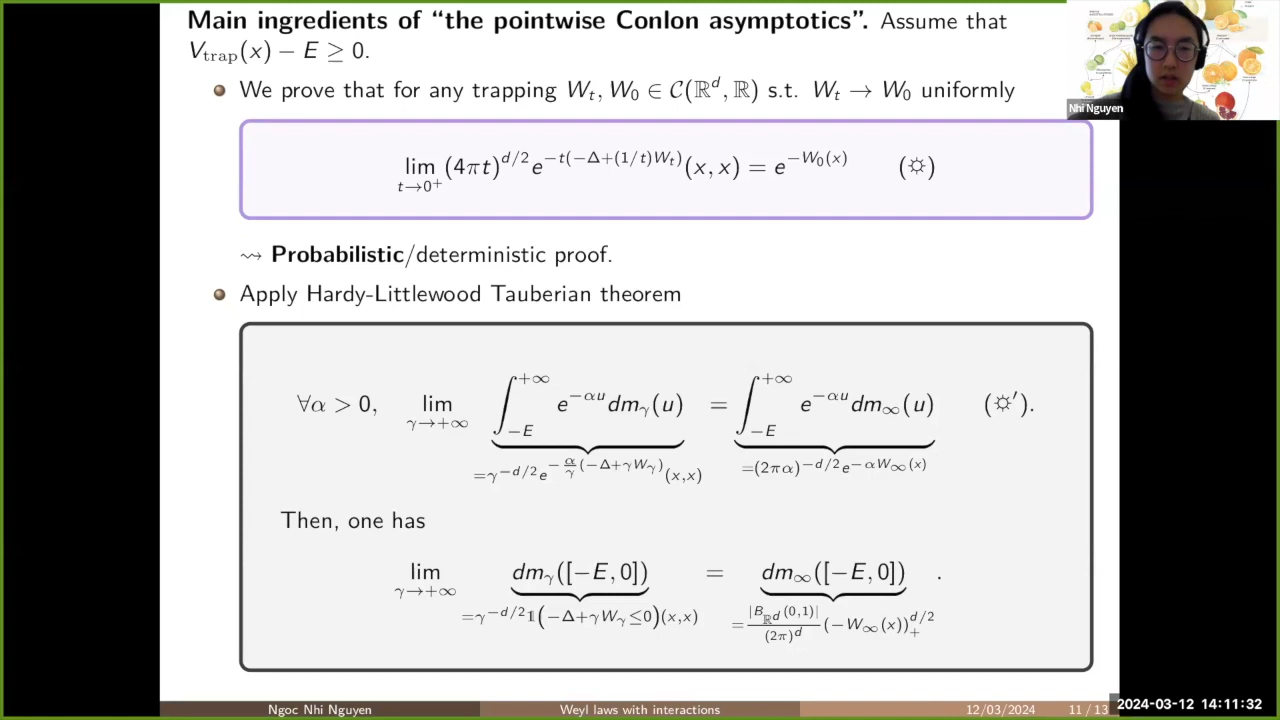 Main ingredients of “the pointwise Conlon asymptotics”. Assume that
V_trap(x) − E ≥ 0.
We prove that for any trapping W_t, W_0 ∈ C(ℝ^d, ℝ) s.t. W_t → W_0 uniformly
lim_{t→0^+} (4πt)^{d/2} e^{−t(−Δ+(1/t)W_t)}(x, x) = e^{−W_0(x)} (☼)
⇝ Probabilistic/deterministic proof.
Apply Hardy-Littlewood Tauberian theorem
∀α > 0, lim_{γ→+∞} ∫_{−E}^{+∞} e^{−αu} dm_γ(u) = ∫_{−E}^{+∞} e^{−αu} dm_∞(u) (☼′).
=γ^{−d/2} e^{−\frac{α}{γ}(−Δ+γW_γ)}(x,x) =(2πα)^{−d/2} e^{−αW_∞(x)}
Then, one has
lim_{γ→+∞} dm_γ([−E, 0]) = dm_∞([−E, 0]) .
=γ^{−d/2} 𝟙(−Δ+γW_γ≤0)(x,x) =\frac{|B_{ℝ^d}(0,1)|}{(2π)^d}(−W_∞(x))_+^{d/2}
Nhi Nguyen
Ngoc Nhi Nguyen Weyl laws with interactions 12/03/2024 11 / 13
2024-03-12 14:11:32